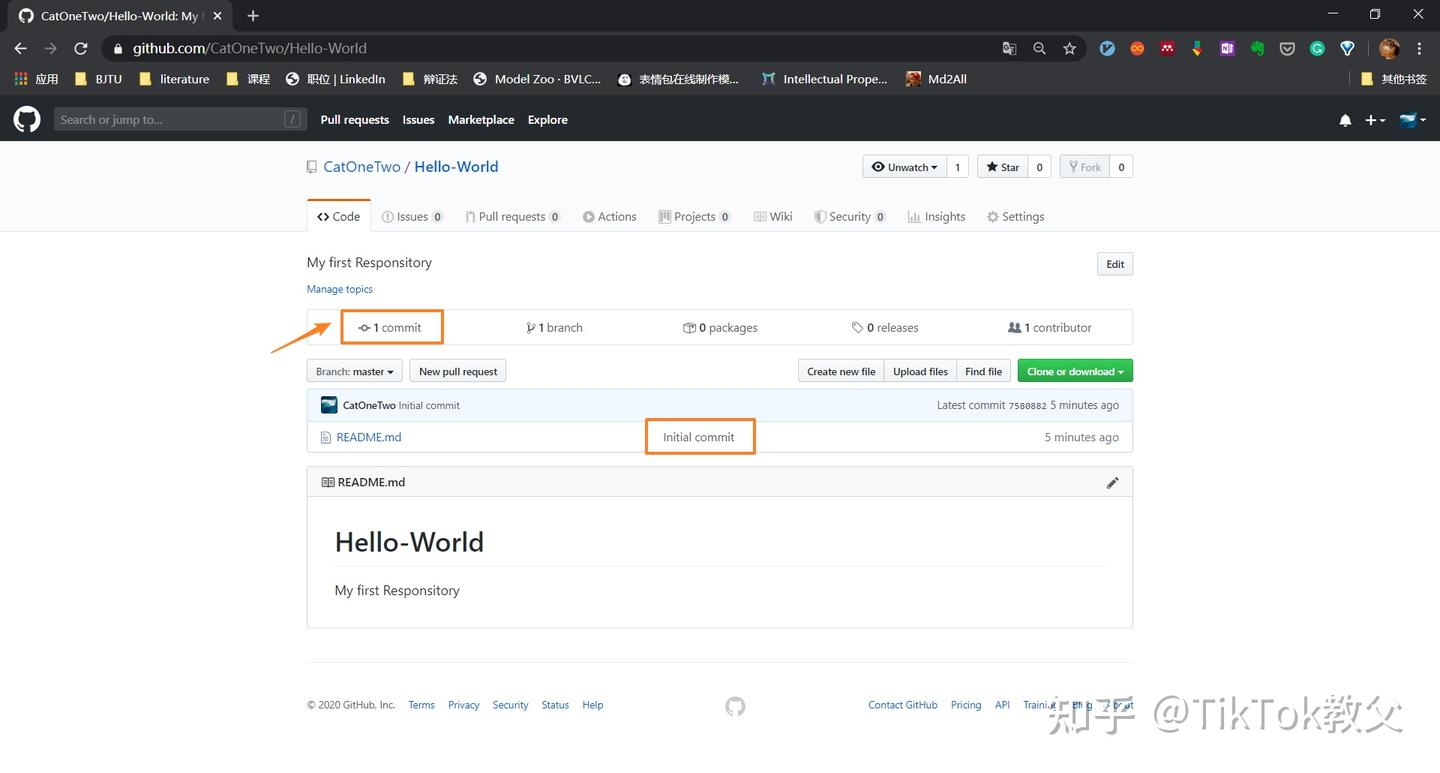 CatOneTwo/Hello-World: My
github.com/CatOneTwo/Hello-World
应用 BJTU literature 课程 职位 | LinkedIn 辩证法 Model Zoo · BVLC... 表情包在线制作模... Intellectual Prope... Md2All 其他书签
Search or jump to... / Pull requests Issues Marketplace Explore
CatOneTwo / Hello-World Unwatch 1 Star 0 Fork 0
Code Issues 0 Pull requests 0 Actions Projects 0 Wiki Security 0 Insights Settings
My first Responsitory Edit
Manage topics
1 commit 1 branch 0 packages 0 releases 1 contributor
Branch: master New pull request Create new file Upload files Find file Clone or download
CatOneTwo Initial commit Latest commit 7580882 5 minutes ago
README.md Initial commit 5 minutes ago
README.md
Hello-World
My first Responsitory
© 2020 GitHub, Inc. Terms Privacy Security Status Help Contact GitHub Pricing API Training Blog About
知乎 @TikTok教父